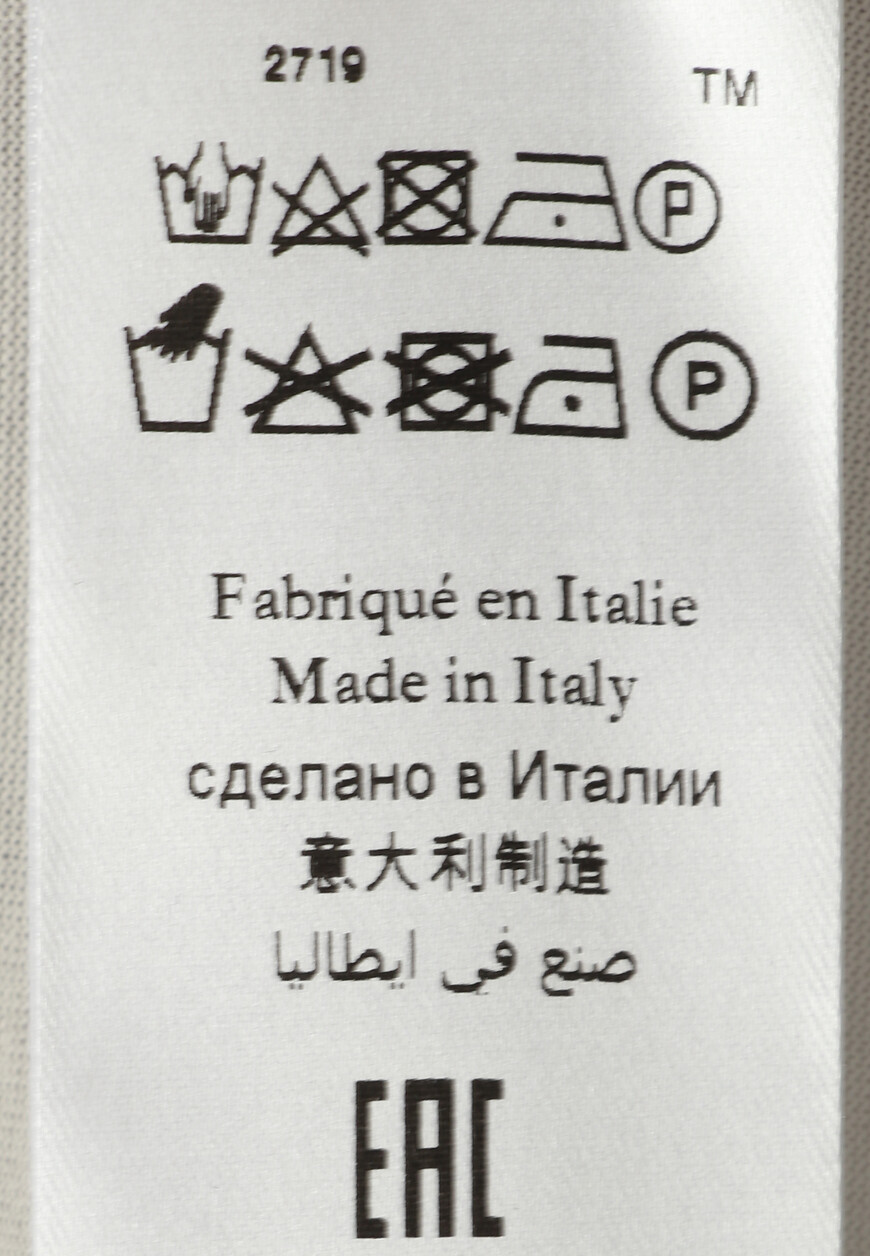 2719
TM
P
P
Fabriqué en Italie
Made in Italy
сделано в Италии
意大利制造
صنع في ايطاليا
EAC